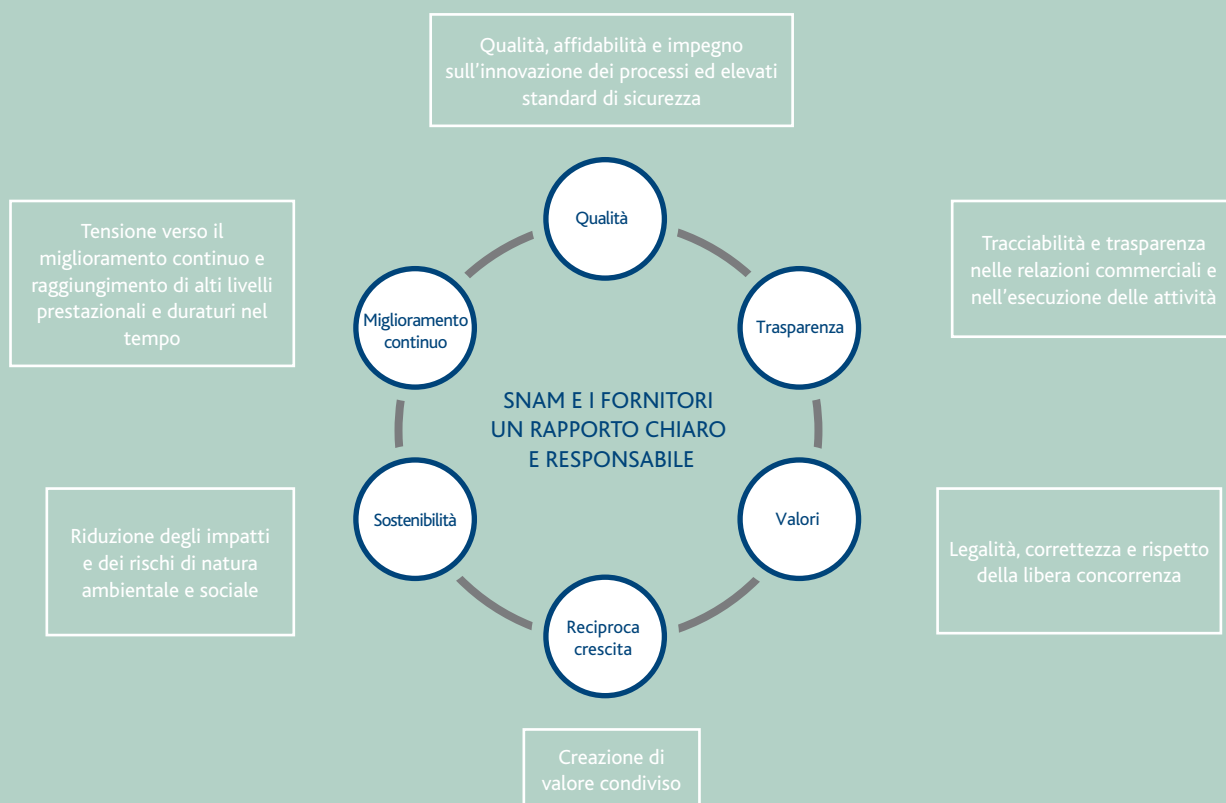 Qualità, affidabilità e impegno
sull'innovazione dei processi ed elevati
standard di sicurezza
Qualità
Tensione verso il
miglioramento continuo e
raggiungimento di alti livelli
prestazionali e duraturi nel
tempo
Tracciabilità e trasparenza
nelle relazioni commerciali e
nell'esecuzione delle attività
Miglioramento
continuo
Trasparenza
SNAM E I FORNITORI
UN RAPPORTO CHIARO
E RESPONSABILE
Sostenibilità
Valori
Riduzione degli impatti
e dei rischi di natura
ambientale e sociale
Legalità, correttezza e rispetto
della libera concorrenza
Reciproca
crescita
Creazione di
valore condiviso